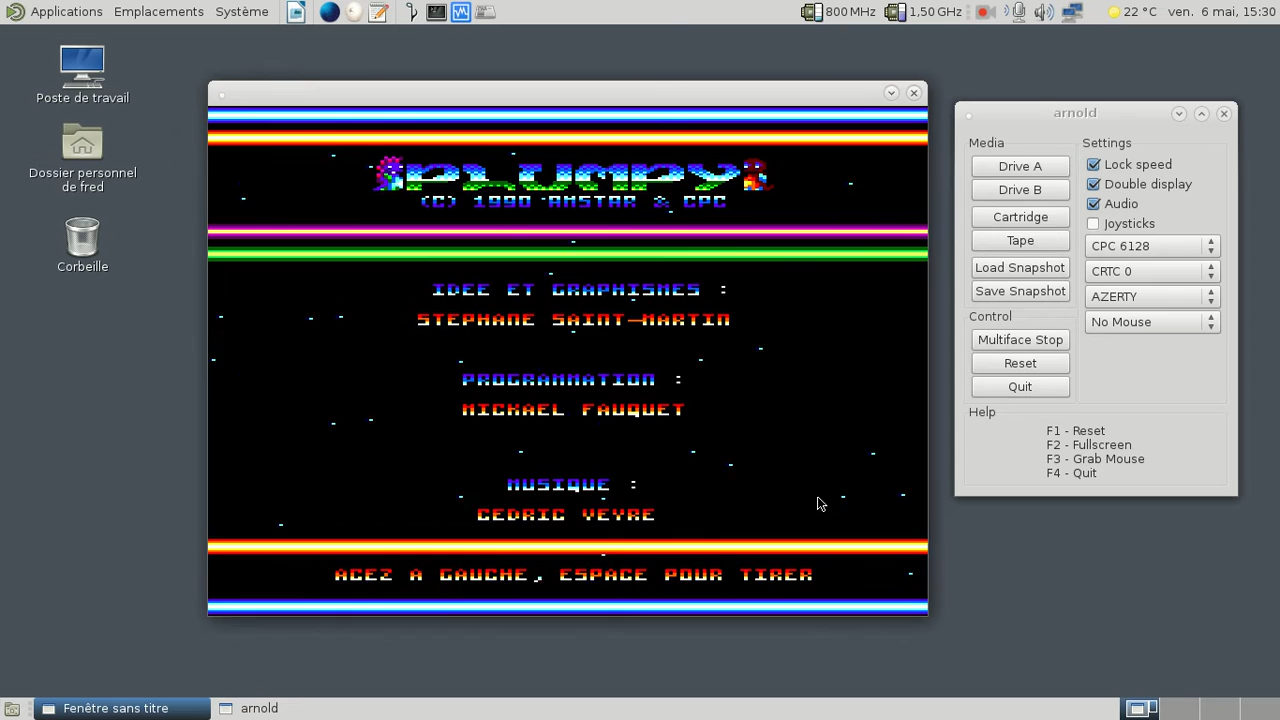 Applications Emplacements Système 800 MHz 1,50 GHz 22 °C ven. 6 mai, 15:30
Poste de travail
Dossier personnel
de fred
Corbeille
PLUMPY
(C) 1990 AMSTAR & CPC
IDEE ET GRAPHISMES :
STEPHANE SAINT-MARTIN
PROGRAMMATION :
MICKAEL FAUQUET
MUSIQUE :
CEDRIC VEYRE
AGEZ A GAUCHE, ESPACE POUR TIRER
arnold
Media
Drive A
Drive B
Cartridge
Tape
Load Snapshot
Save Snapshot
Control
Multiface Stop
Reset
Quit
Settings
Lock speed
Double display
Audio
Joysticks
CPC 6128
CRTC 0
AZERTY
No Mouse
Help
F1 - Reset
F2 - Fullscreen
F3 - Grab Mouse
F4 - Quit
Fenêtre sans titre arnold